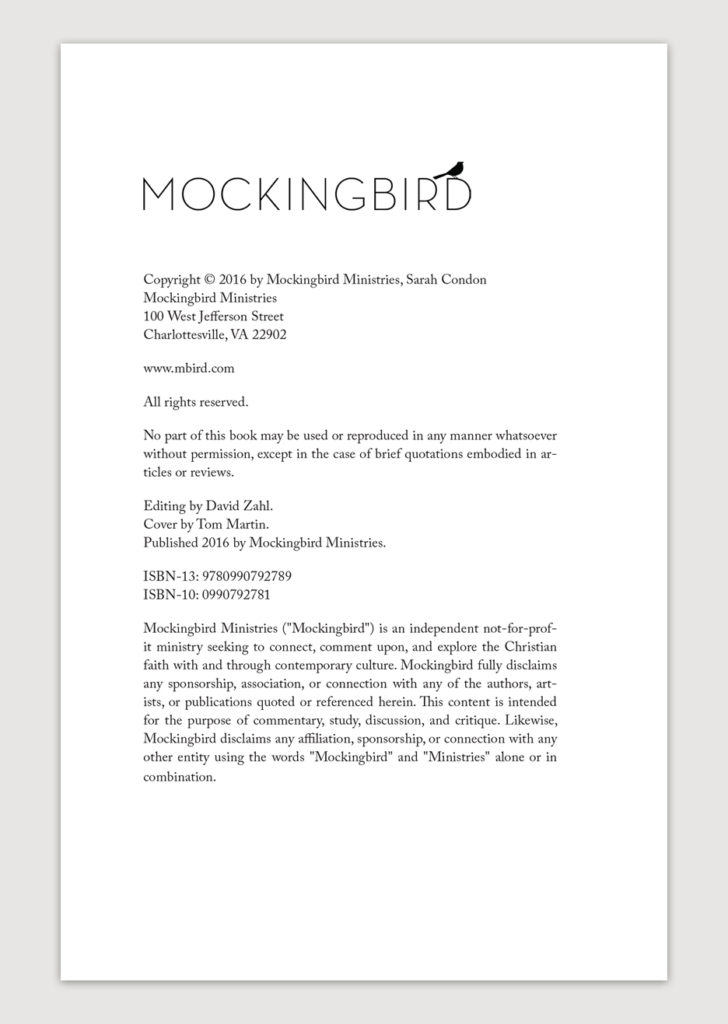 MOCKINGBIRD
Copyright © 2016 by Mockingbird Ministries, Sarah Condon
Mockingbird Ministries
100 West Jefferson Street
Charlottesville, VA 22902
www.mbird.com
All rights reserved.
No part of this book may be used or reproduced in any manner whatsoever
without permission, except in the case of brief quotations embodied in ar-
ticles or reviews.
Editing by David Zahl.
Cover by Tom Martin.
Published 2016 by Mockingbird Ministries.
ISBN-13: 9780990792789
ISBN-10: 0990792781
Mockingbird Ministries ("Mockingbird") is an independent not-for-prof-
it ministry seeking to connect, comment upon, and explore the Christian
faith with and through contemporary culture. Mockingbird fully disclaims
any sponsorship, association, or connection with any of the authors, art-
ists, or publications quoted or referenced herein. This content is intended
for the purpose of commentary, study, discussion, and critique. Likewise,
Mockingbird disclaims any affiliation, sponsorship, or connection with any
other entity using the words "Mockingbird" and "Ministries" alone or in
combination.